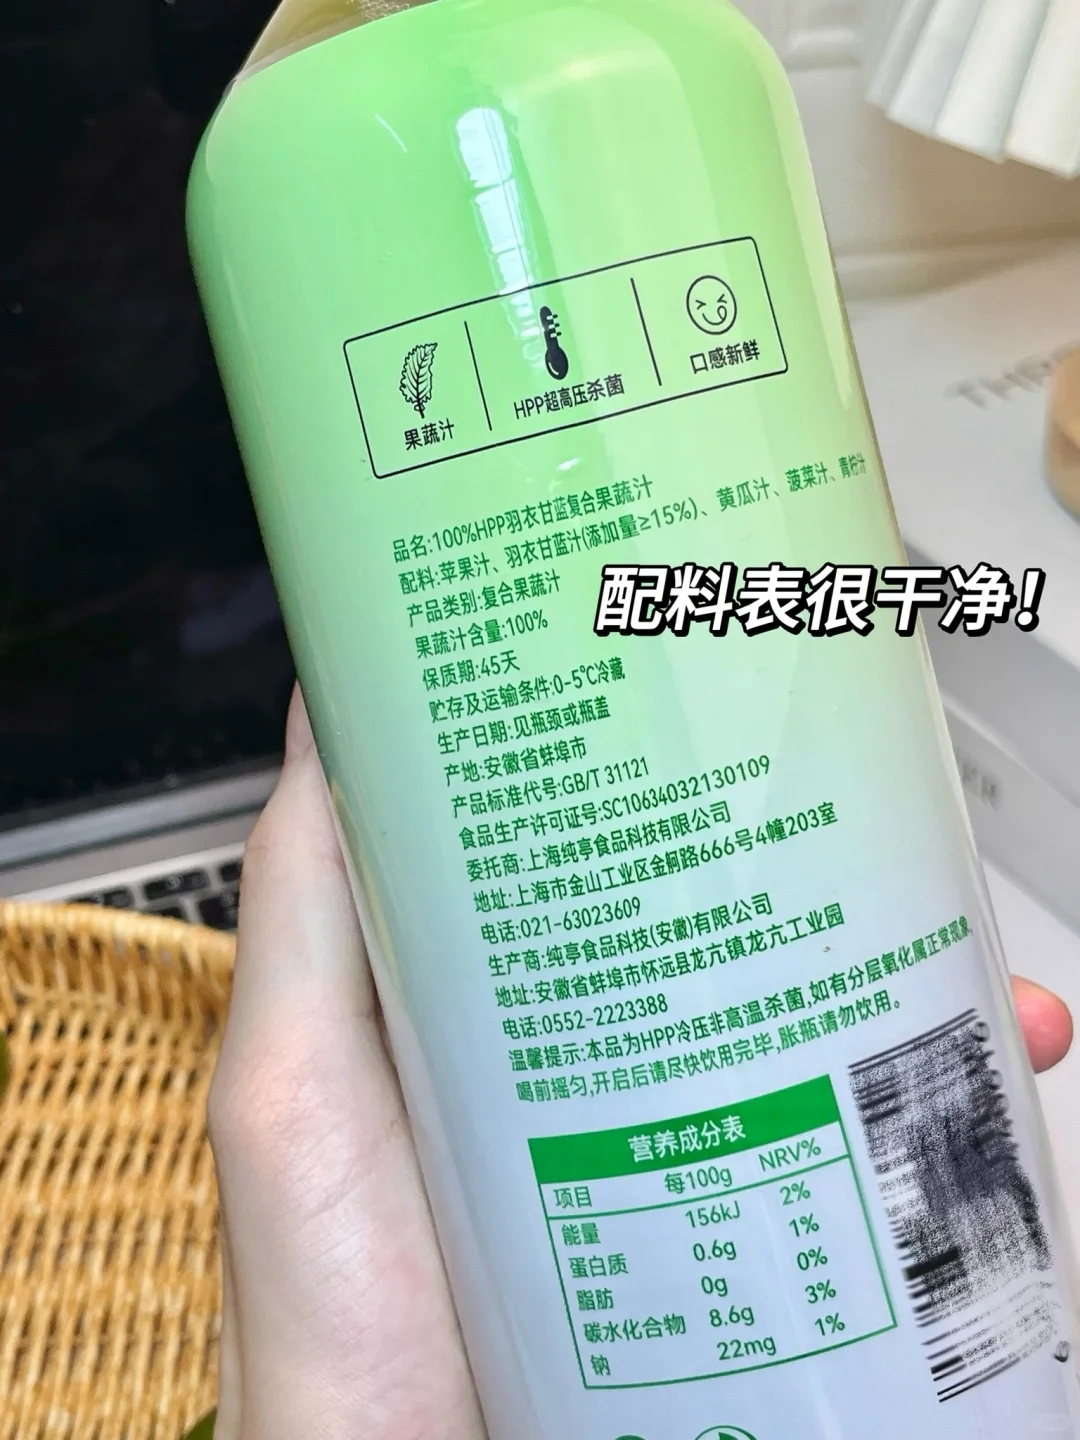 果蔬汁
HPP超高压杀菌
口感新鲜
品名:100%HPP羽衣甘蓝复合果蔬汁
配料:苹果汁、羽衣甘蓝汁(添加量≥15%)、黄瓜汁、菠菜汁、青柠汁
产品类别:复合果蔬汁
配料表很干净!
果蔬汁含量:100%
保质期:45天
贮存及运输条件:0-5℃冷藏
生产日期:见瓶颈或瓶盖
产地:安徽省蚌埠市
产品标准代号:GB/T 31121
食品生产许可证号:SC10634032130109
委托商:上海纯亭食品科技有限公司
地址:上海市金山工业区金舸路666号4幢203室
电话:021-63023609
生产商:纯亭食品科技(安徽)有限公司
地址:安徽省蚌埠市怀远县龙亢镇龙亢工业园
电话:0552-2223388
温馨提示:本品为HPP冷压非高温杀菌,如有分层氧化属正常现象,
喝前摇匀,开启后请尽快饮用完毕,胀瓶请勿饮用。
营养成分表
项目 每100g NRV%
能量 156kJ 2%
蛋白质 0.6g 1%
脂肪 0g 0%
碳水化合物 8.6g 3%
钠 22mg 1%